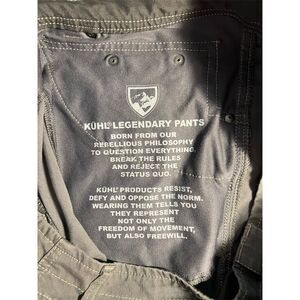 KÜHL® LEGENDARY PANTS
BORN FROM OUR
REBELLIOUS PHILOSOPHY
TO QUESTION EVERYTHING.
BREAK THE RULES
AND REJECT THE
STATUS QUO.
KÜHL® PRODUCTS RESIST,
DEFY AND OPPOSE THE NORM.
WEARING THEM TELLS YOU
THEY REPRESENT
NOT ONLY THE
FREEDOM OF MOVEMENT,
BUT ALSO FREEWILL.